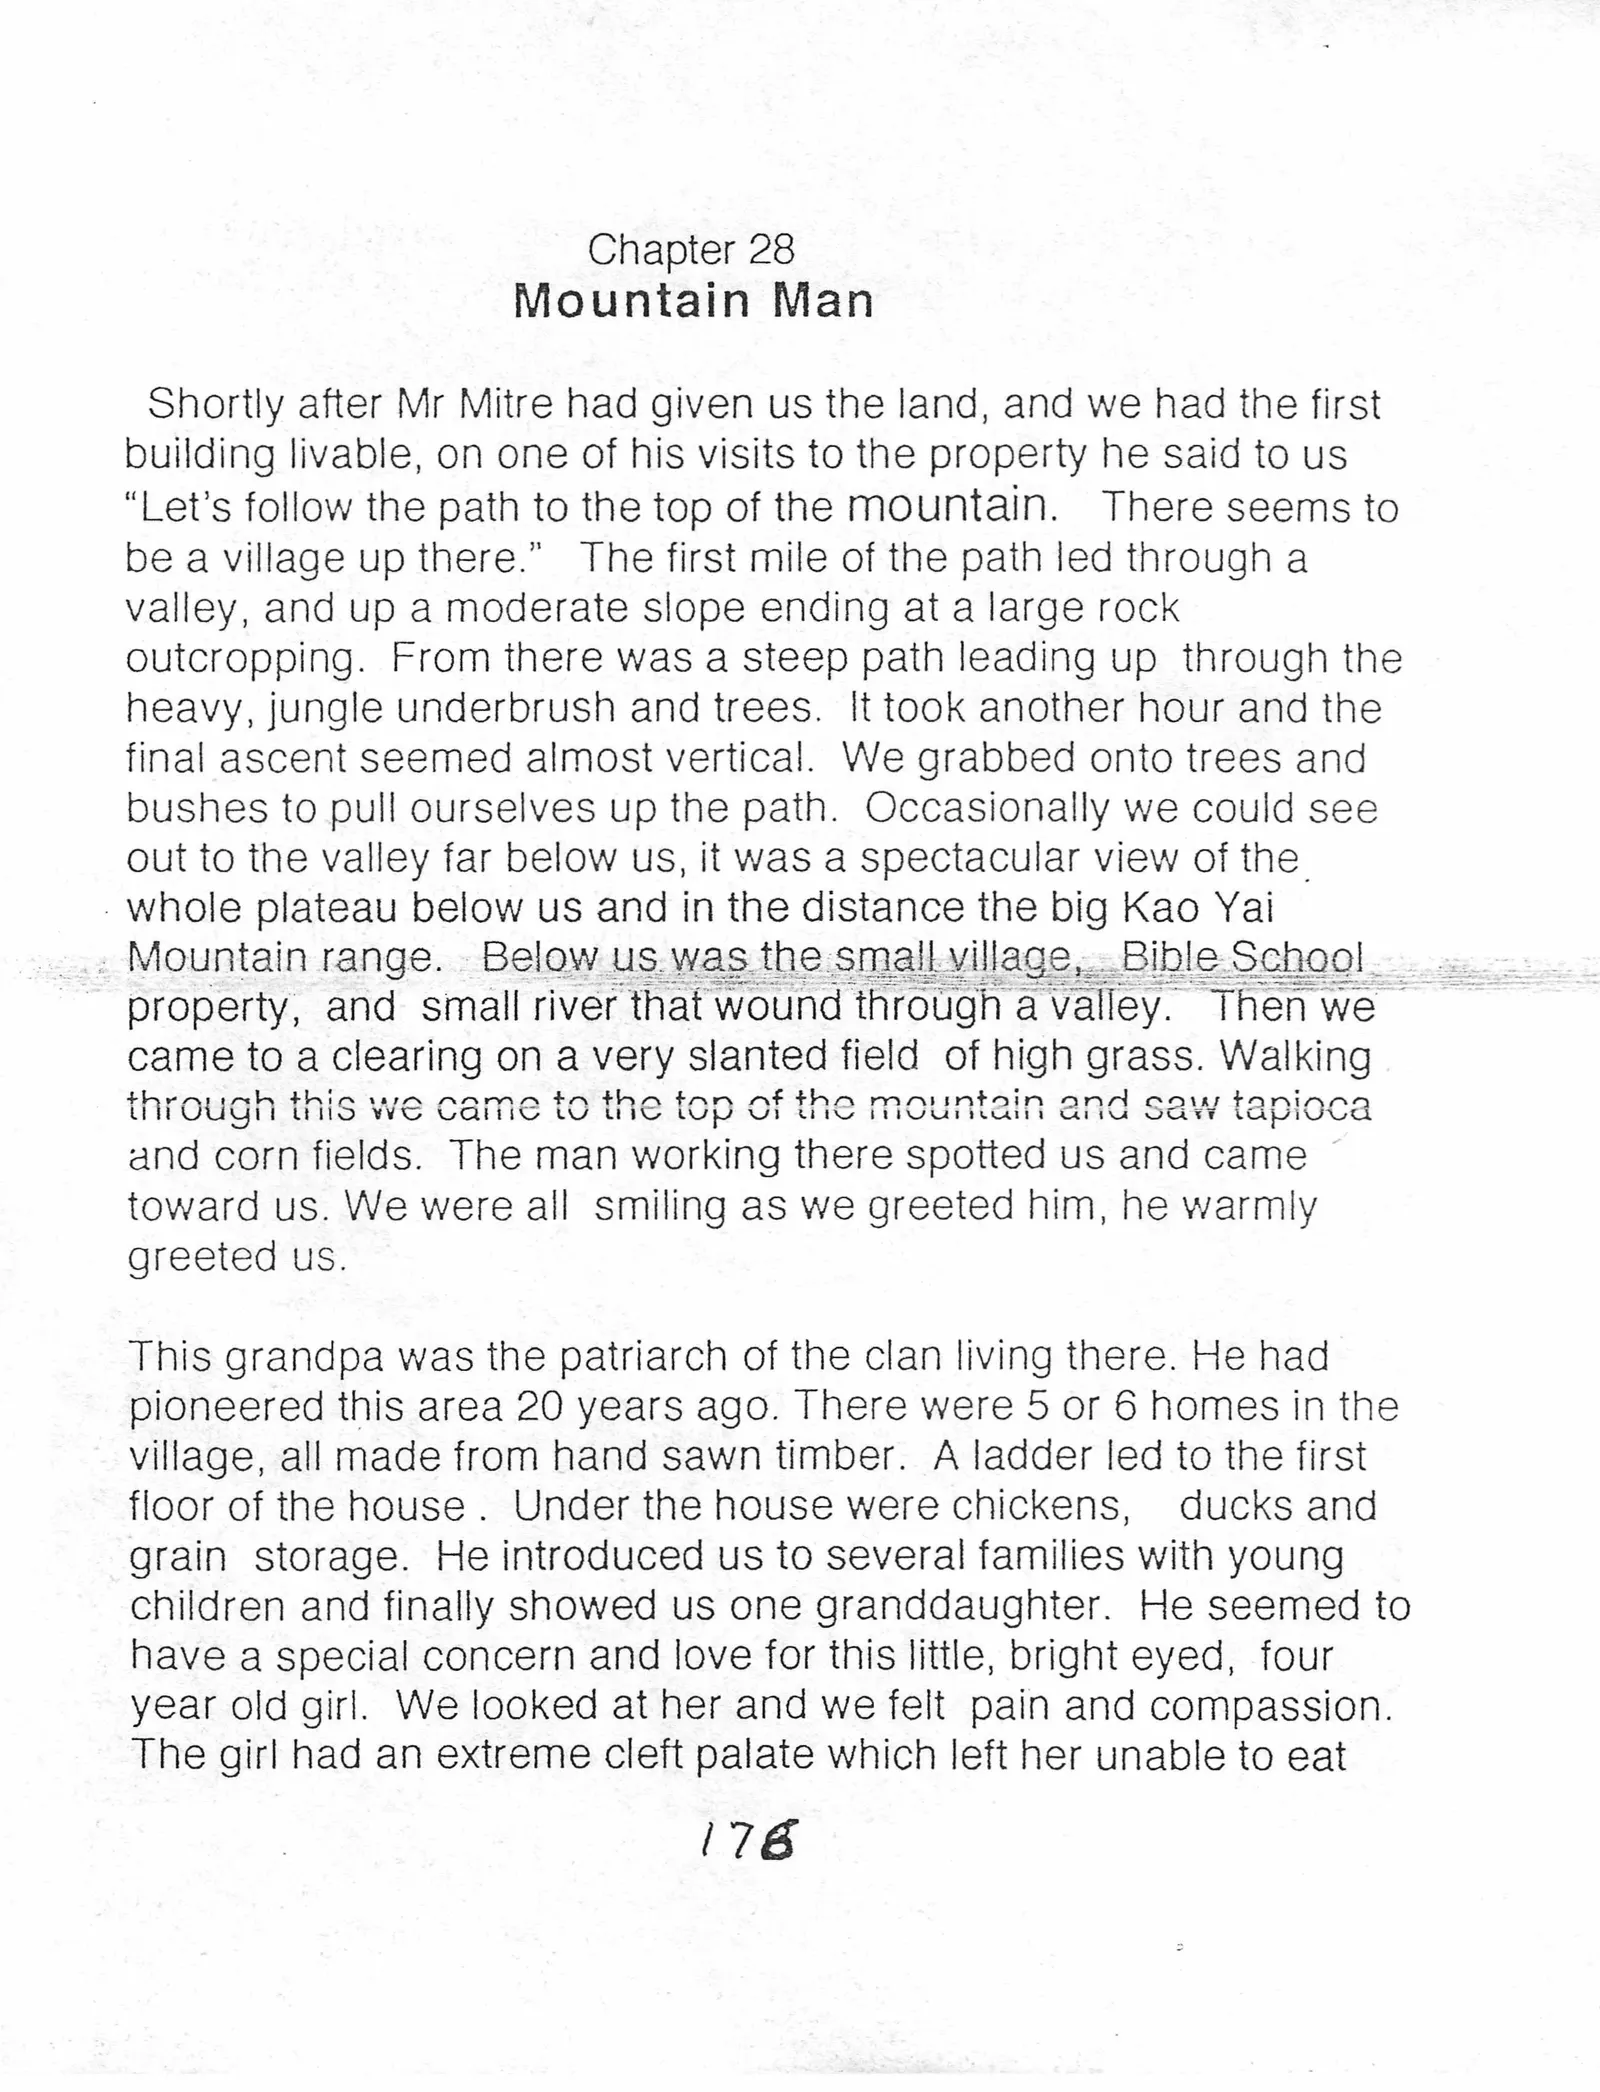 Chapter 28
Mountain Man
Shortly after Mr Mitre had given us the land, and we had the first
building livable, on one of his visits to the property he said to us
“Let’s follow the path to the top of the mountain. There seems to
be a village up there.” The first mile of the path led through a
valley, and up a moderate slope ending at a large rock
outcropping. From there was a steep path leading up through the
heavy, jungle underbrush and trees. It took another hour and the
final ascent seemed almost vertical. We grabbed onto trees and
bushes to pull ourselves up the path. Occasionally we could see
out to the valley far below us, it was a spectacular view of the
whole plateau below us and in the distance the big Kao Yai
Mountain range. Below us was the small village, Bible School
property, and small river that wound through a valley. Then we
came to a clearing on a very slanted field of high grass. Walking
through this we came to the top of the mountain and saw tapioca
and corn fields. The man working there spotted us and came
toward us. We were all smiling as we greeted him, he warmly
greeted us.
This grandpa was the patriarch of the clan living there. He had
pioneered this area 20 years ago. There were 5 or 6 homes in the
village, all made from hand sawn timber. A ladder led to the first
floor of the house . Under the house were chickens, ducks and
grain storage. He introduced us to several families with young
children and finally showed us one granddaughter. He seemed to
have a special concern and love for this little, bright eyed, four
year old girl. We looked at her and we felt pain and compassion.
The girl had an extreme cleft palate which left her unable to eat